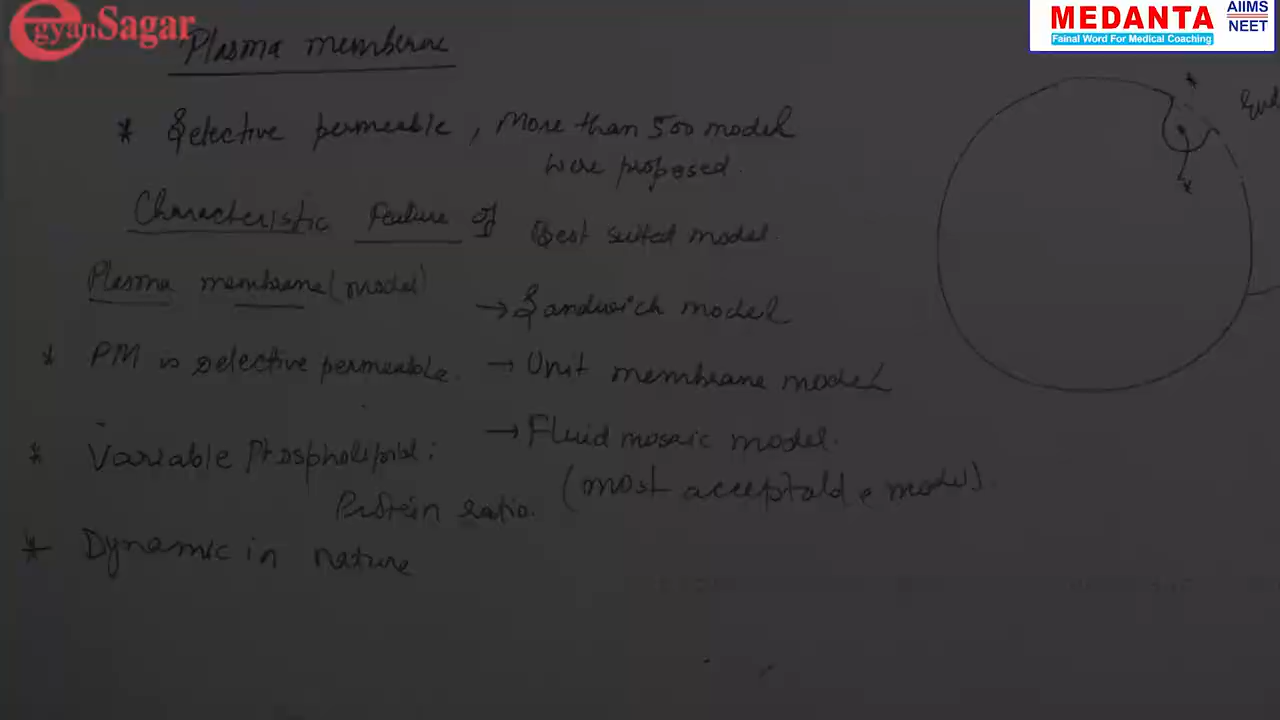 egyanSagar
MEDANTA
Fainal Word For Medical Coaching
AIIMS
NEET
Plasma memberae
* Selective permeable, More than 500 model
were proposed.
Characteristic Feature of
Plasma membrane (model)
* PM is selective permeable.
* Variable Phospholipid :
Protein ratio.
* Dynamic in nature
Best suited model.
→ Sandwich model
→ Unit membrane model
→ Fluid mosaic model.
(most acceptable model).